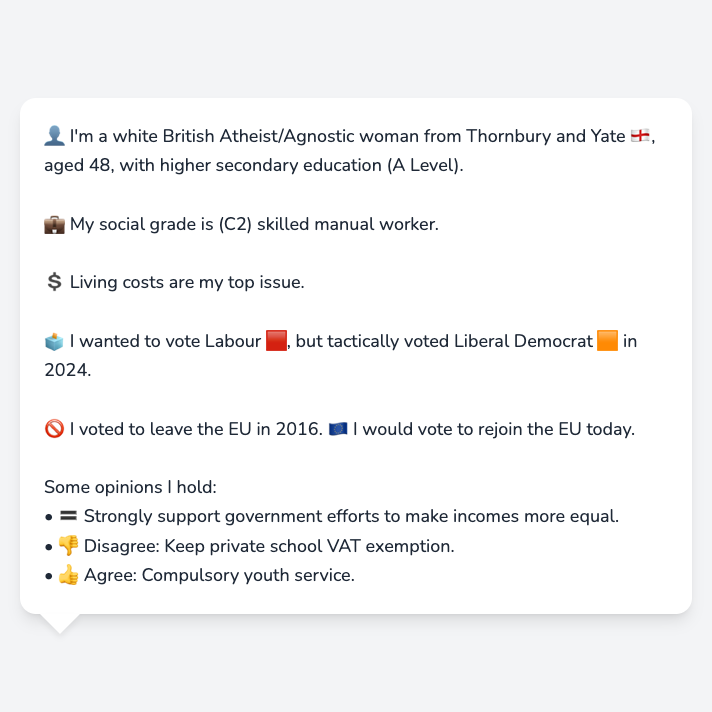 👤 I'm a white British Atheist/Agnostic woman from Thornbury and Yate 🏴󠁧󠁢󠁥󠁮󠁧󠁿,
aged 48, with higher secondary education (A Level).
💼 My social grade is (C2) skilled manual worker.
💲 Living costs are my top issue.
🗳️ I wanted to vote Labour 🟥, but tactically voted Liberal Democrat 🟧 in
2024.
🚫 I voted to leave the EU in 2016. 🇪🇺 I would vote to rejoin the EU today.
Some opinions I hold:
• 🟰 Strongly support government efforts to make incomes more equal.
• 👎 Disagree: Keep private school VAT exemption.
• 👍 Agree: Compulsory youth service.